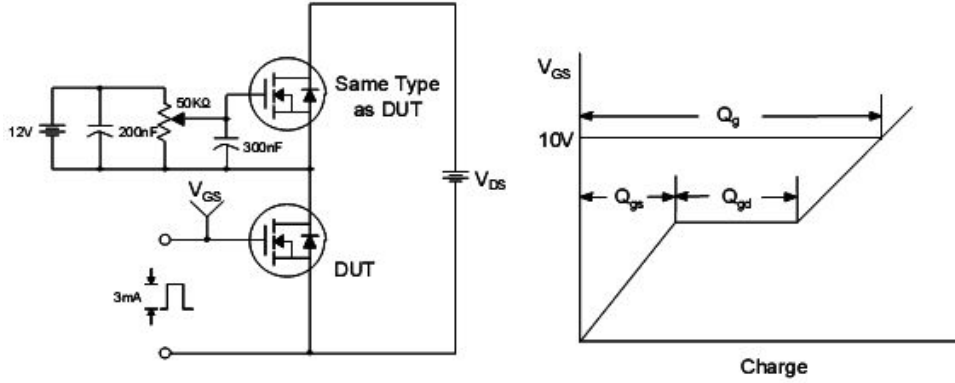 Same Type
as DUT
50KΩ
12V
200nF
300nF
V_GS
V_DS
DUT
3mA
V_GS
Q_g
10V
Q_gs
Q_gd
Charge